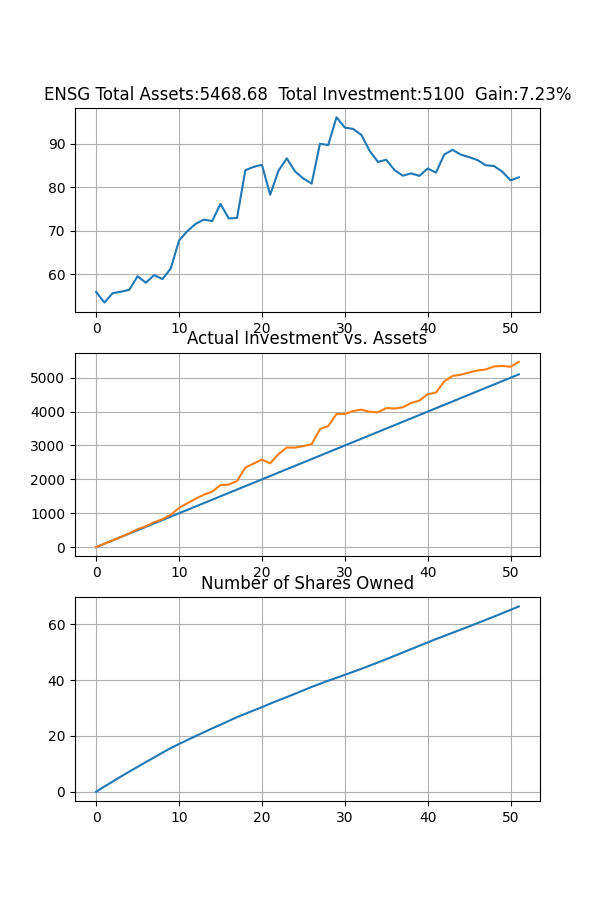 ENSG Total Assets:5468.68  Total Investment:5100  Gain:7.23%
90
80
70
60
0 10 20 30 40 50
Actual Investment vs. Assets
5000
4000
3000
2000
1000
0
0 10 20 30 40 50
Number of Shares Owned
60
40
20
0
0 10 20 30 40 50